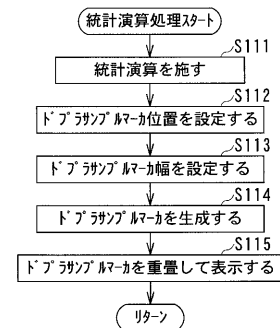 統計演算処理スタート
S111
統計演算を施す
S112
ドプラサンプルマーカ位置を設定する
S113
ドプラサンプルマーカ幅を設定する
S114
ドプラサンプルマーカを生成する
S115
ドプラサンプルマーカを重畳して表示する
リターン